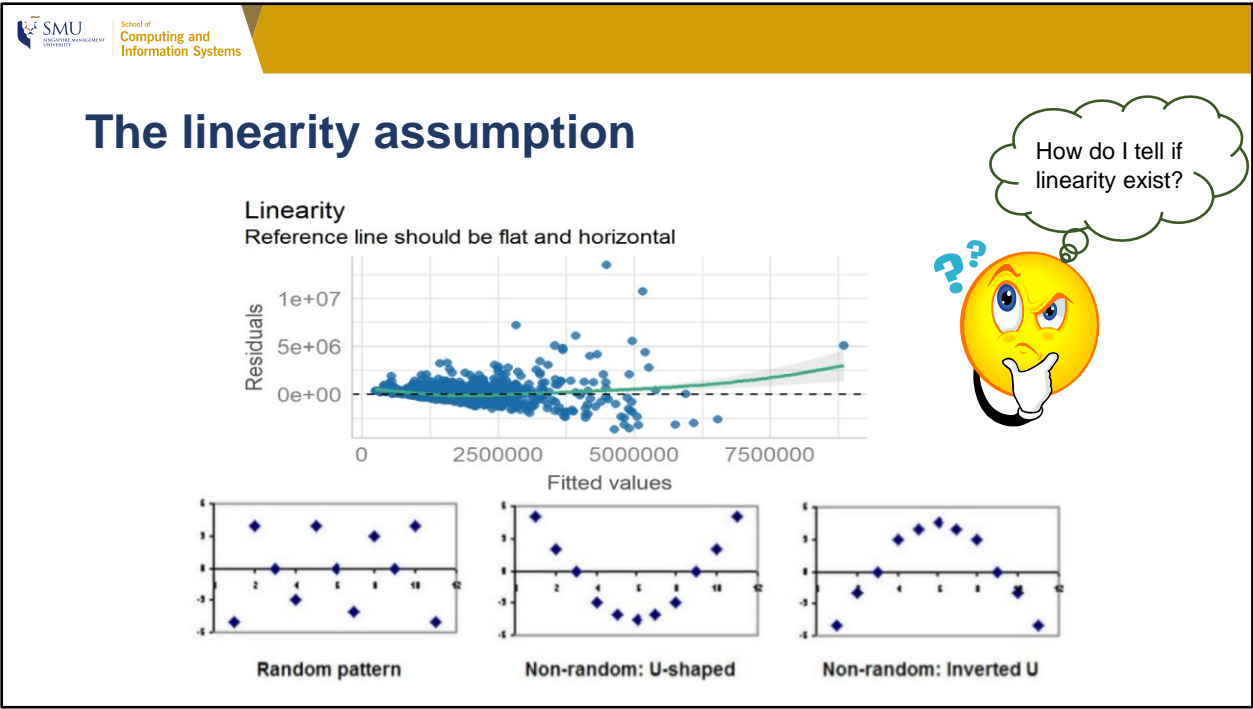 SMU
SINGAPORE MANAGEMENT
UNIVERSITY
School of
Computing and
Information Systems
The linearity assumption
How do I tell if
linearity exist?
??
Linearity
Reference line should be flat and horizontal
Residuals
1e+07
5e+06
0e+00
0 2500000 5000000 7500000
Fitted values
Random pattern
Non-random: U-shaped
Non-random: Inverted U